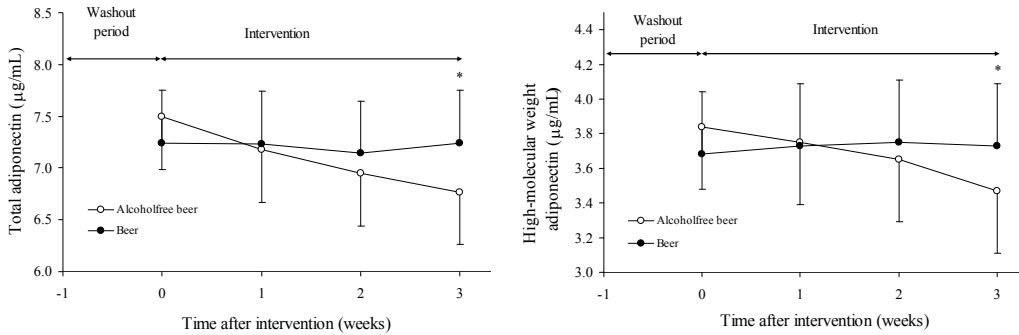 Washout
period
Intervention
Total adiponectin (µg/mL)
8.0
7.5
7.0
6.5
6.0
*
Alcoholfree beer
Beer
-1
0
1
2
3
Time after intervention (weeks)
Washout
period
Intervention
High-molecular weight
adiponectin (µg/mL)
4.4
4.2
4.0
3.8
3.6
3.4
3.2
3.0
*
Alcoholfree beer
Beer
-1
0
1
2
3
Time after intervention (weeks)